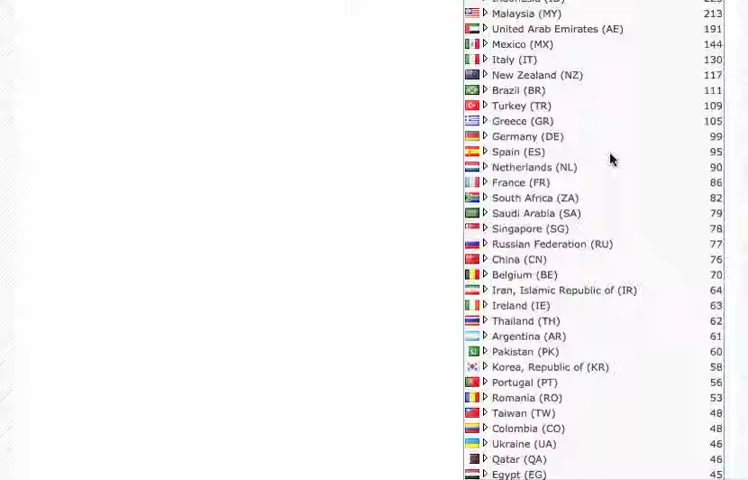 Malaysia (MY) 213
United Arab Emirates (AE) 191
Mexico (MX) 144
Italy (IT) 130
New Zealand (NZ) 117
Brazil (BR) 111
Turkey (TR) 109
Greece (GR) 105
Germany (DE) 99
Spain (ES) 95
Netherlands (NL) 90
France (FR) 86
South Africa (ZA) 82
Saudi Arabia (SA) 79
Singapore (SG) 78
Russian Federation (RU) 77
China (CN) 76
Belgium (BE) 70
Iran, Islamic Republic of (IR) 64
Ireland (IE) 63
Thailand (TH) 62
Argentina (AR) 61
Pakistan (PK) 60
Korea, Republic of (KR) 58
Portugal (PT) 56
Romania (RO) 53
Taiwan (TW) 48
Colombia (CO) 48
Ukraine (UA) 46
Qatar (QA) 46
Egypt (EG) 45